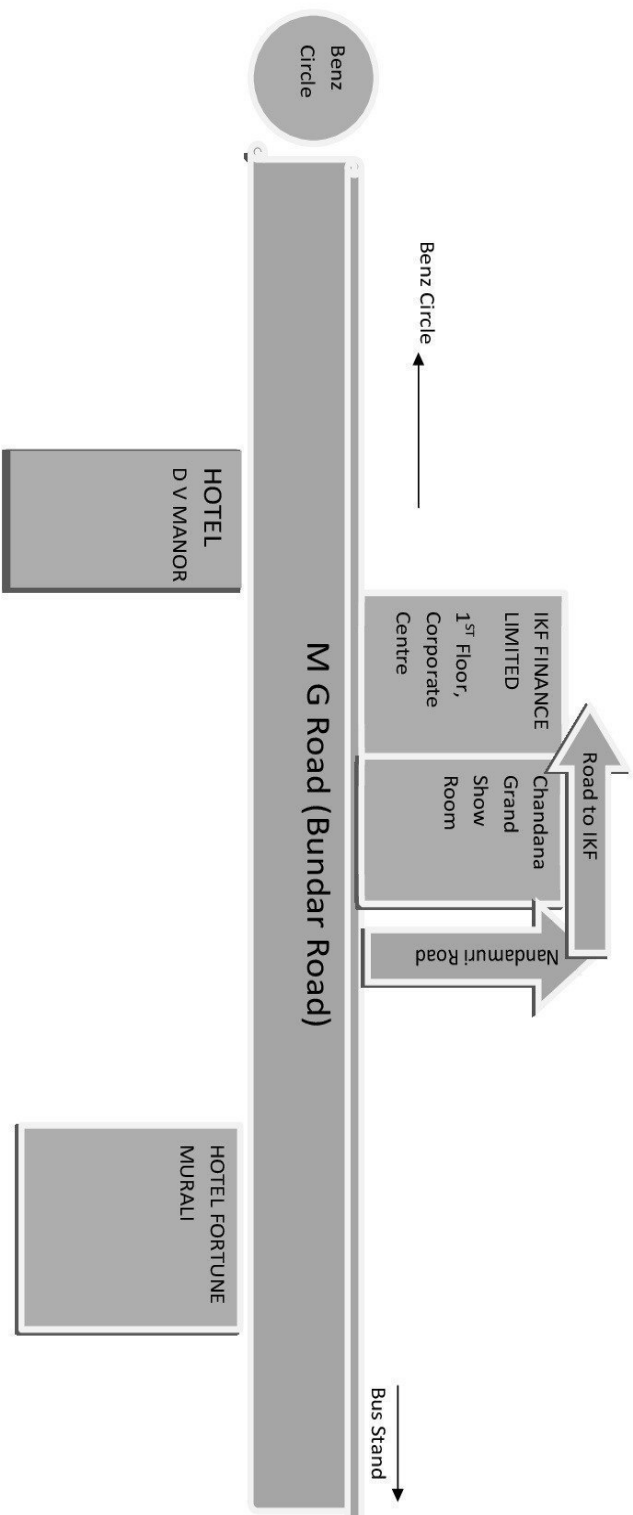 Benz
Circle
Benz Circle
IKF FINANCE
LIMITED
1ST Floor,
Corporate
Centre
Road to IKF
Chandana
Grand
Show
Room
Nandamuri Road
M G Road (Bundar Road)
HOTEL
D V MANOR
HOTEL FORTUNE
MURALI
Bus Stand